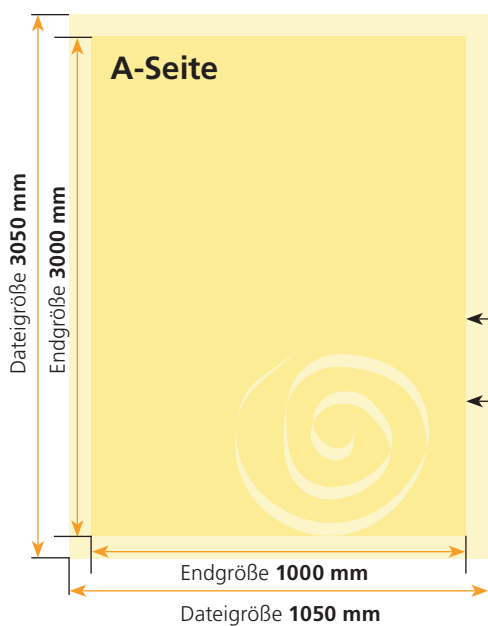 A-Seite
Dateigröße 3050 mm
Endgröße 3000 mm
Endgröße 1000 mm
Dateigröße 1050 mm